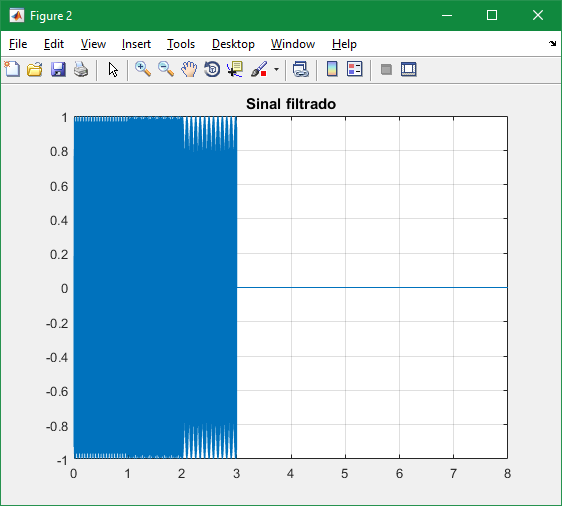 Figure 2
File Edit View Insert Tools Desktop Window Help
Sinal filtrado
1
0.8
0.6
0.4
0.2
0
-0.2
-0.4
-0.6
-0.8
-1
0 1 2 3 4 5 6 7 8